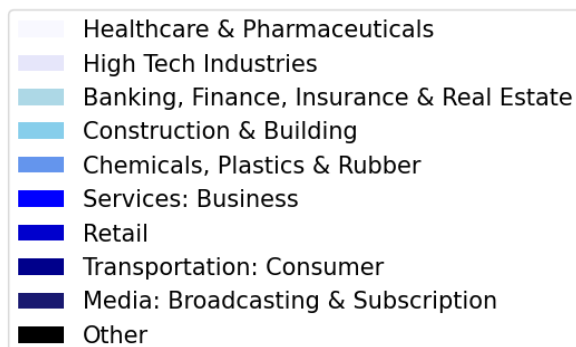 Healthcare & Pharmaceuticals
High Tech Industries
Banking, Finance, Insurance & Real Estate
Construction & Building
Chemicals, Plastics & Rubber
Services: Business
Retail
Transportation: Consumer
Media: Broadcasting & Subscription
Other